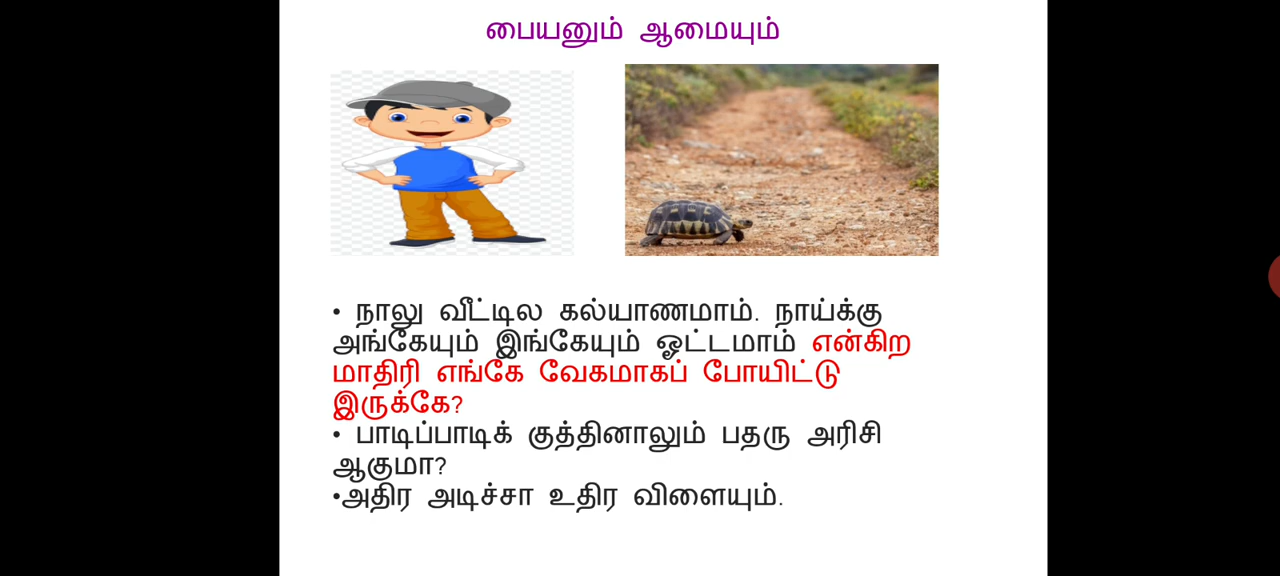 பையனும் ஆமையும்
• நாலு வீட்டில கல்யாணமாம். நாய்க்கு
அங்கேயும் இங்கேயும் ஓட்டமாம் என்கிற
மாதிரி எங்கே வேகமாகப் போயிட்டு
இருக்கே?
• பாடிப்பாடிக் குத்தினாலும் பதரு அரிசி
ஆகுமா?
•அதிர அடிச்சா உதிர விளையும்.